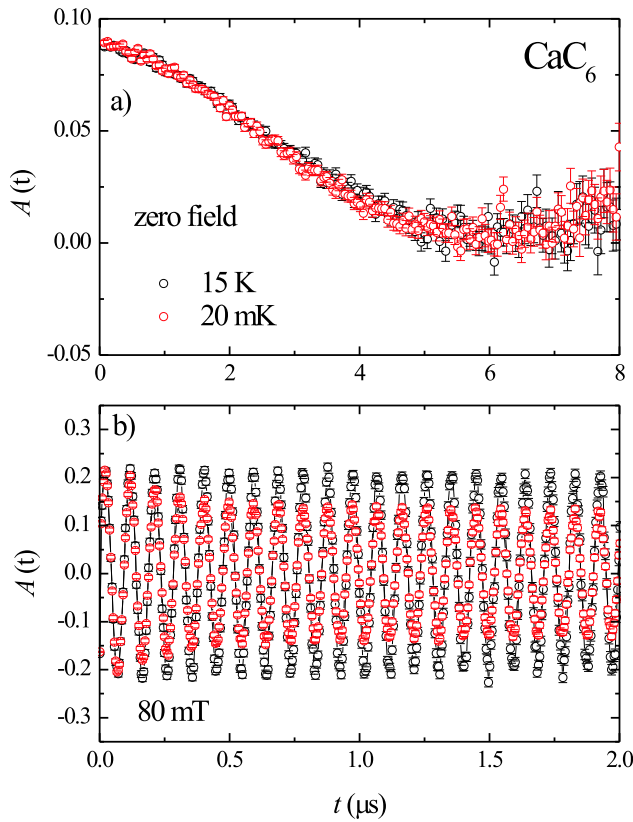 0.10
CaC6
a)
0.05
A (t)
zero field
0.00
15 K
20 mK
-0.05
0 2 4 6 8
b)
0.3
0.2
0.1
A (t)
0.0
-0.1
-0.2
80 mT
-0.3
0.0 0.5 1.0 1.5 2.0
t (μs)